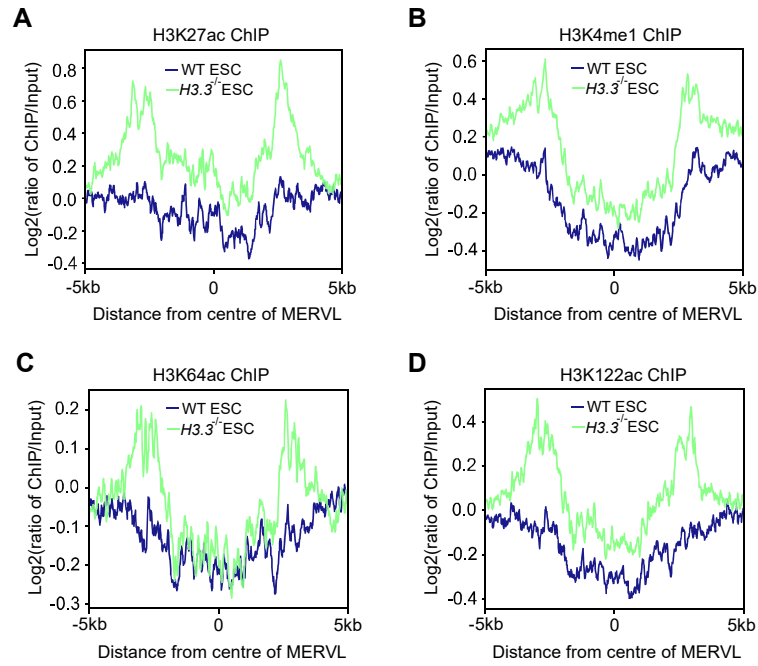 A
H3K27ac ChIP
Log2(ratio of ChIP/Input)
0.8
0.6
0.4
0.2
0.0
-0.2
-0.4
WT ESC
H3.3-/-ESC
-5kb
0
5kb
Distance from centre of MERVL
B
H3K4me1 ChIP
Log2(ratio of ChIP/Input)
0.6
0.4
0.2
0.0
-0.2
-0.4
WT ESC
H3.3-/-ESC
-5kb
0
5kb
Distance from centre of MERVL
C
H3K64ac ChIP
Log2(ratio of ChIP/Input)
0.2
0.1
0.0
-0.1
-0.2
-0.3
WT ESC
H3.3-/-ESC
-5kb
0
5kb
Distance from centre of MERVL
D
H3K122ac ChIP
Log2(ratio of ChIP/Input)
0.4
0.2
0.0
-0.2
-0.4
WT ESC
H3.3-/-ESC
-5kb
0
5kb
Distance from centre of MERVL